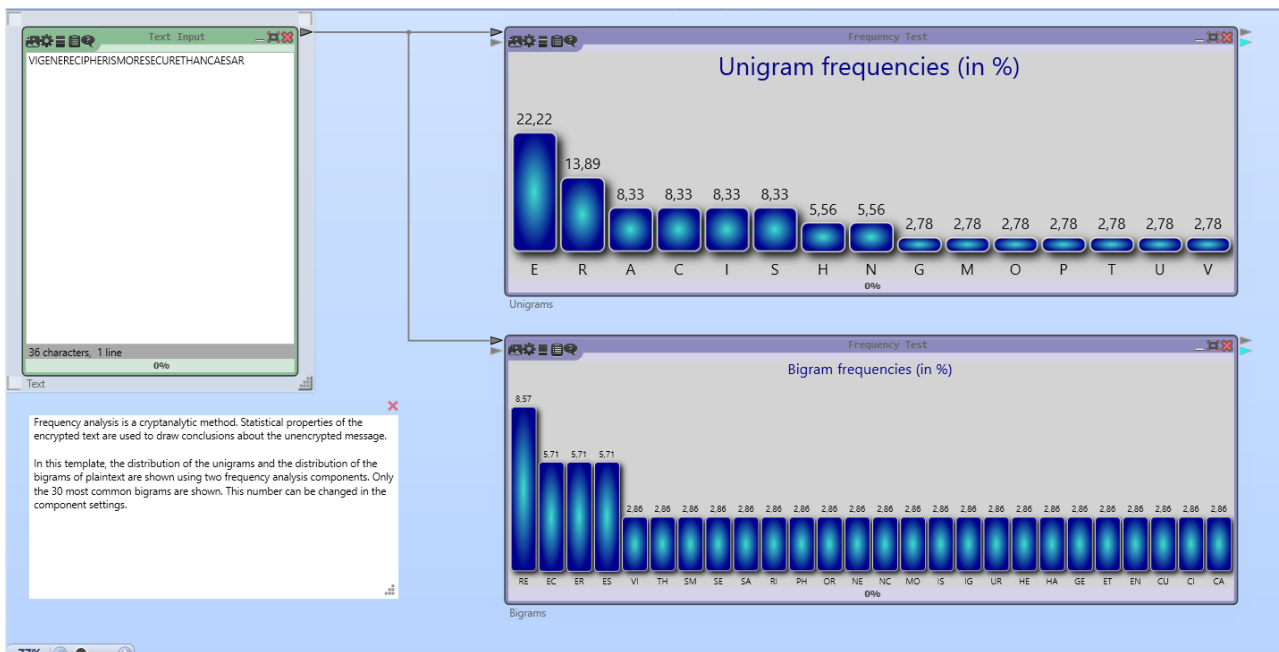 Text Input
VIGENERECIPHERISMORESECURETHANCAESAR
36 characters, 1 line
0%
Text
Frequency Test
Unigram frequencies (in %)
22,22
13,89
8,33 8,33 8,33 8,33
5,56 5,56
2,78 2,78 2,78 2,78 2,78 2,78 2,78
E R A C I S H N G M O P T U V
0%
Unigrams
Frequency Test
Bigram frequencies (in %)
8,57
5,71 5,71 5,71
2,86 2,86 2,86 2,86 2,86 2,86 2,86 2,86 2,86 2,86 2,86 2,86 2,86 2,86 2,86 2,86 2,86 2,86 2,86 2,86 2,86 2,86
RE EC ER ES VI TH SM SE SA RI PH OR NE NC MO IS IG UR HE HA GE ET EN CU CI CA
0%
Bigrams
Frequency analysis is a cryptanalytic method. Statistical properties of the
encrypted text are used to draw conclusions about the unencrypted message.
In this template, the distribution of the unigrams and the distribution of the
bigrams of plaintext are shown using two frequency analysis components. Only
the 30 most common bigrams are shown. This number can be changed in the
component settings.
77%